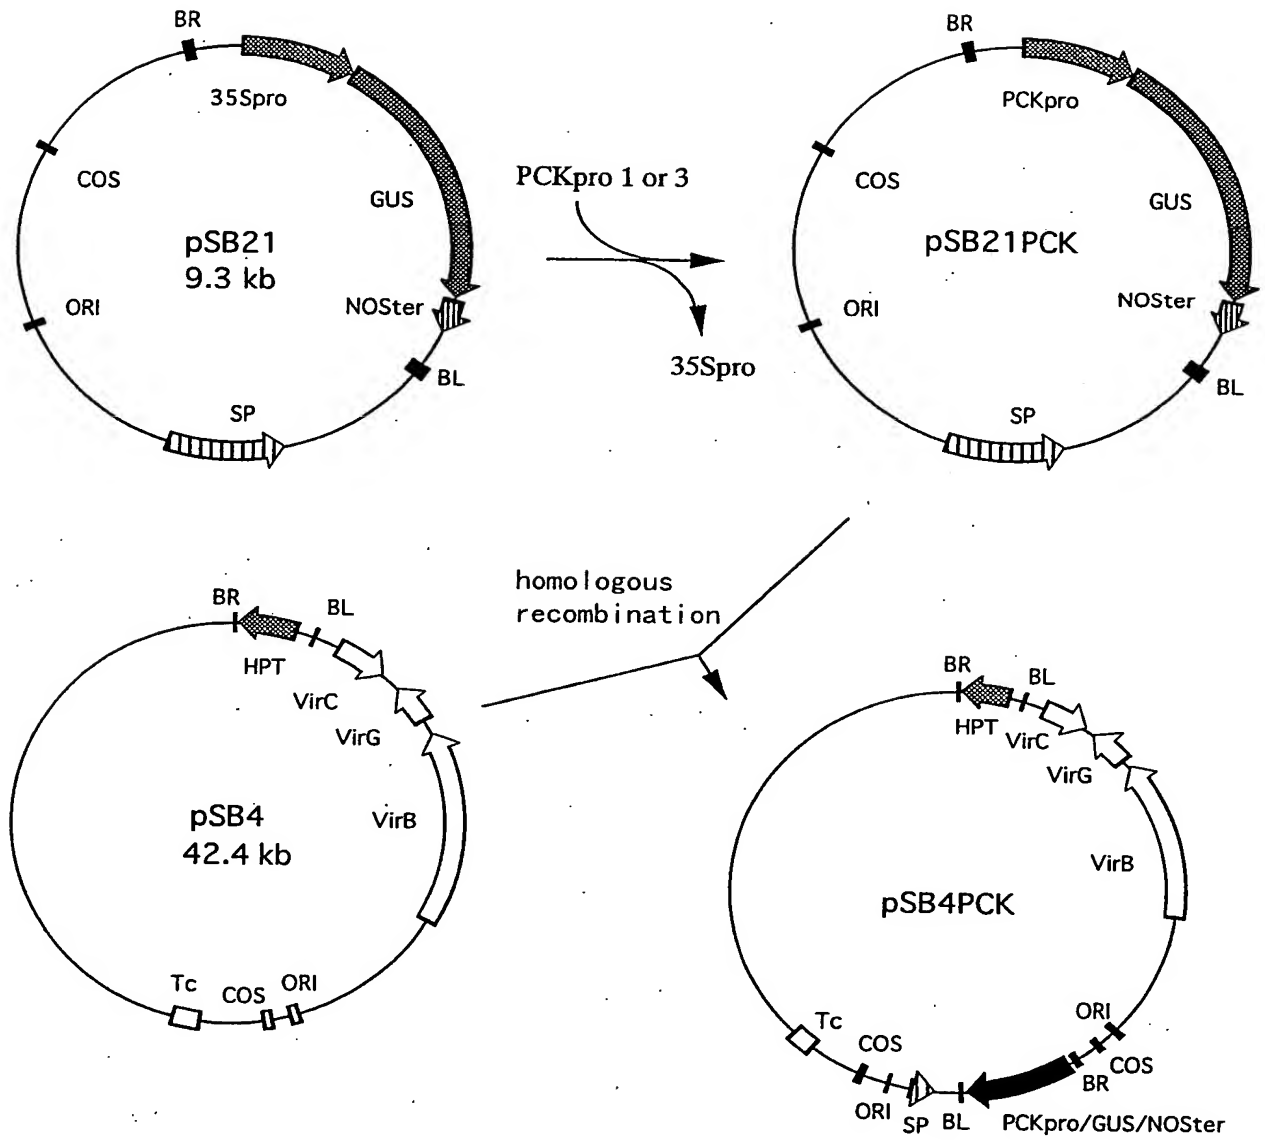 BR
35Spro
COS
GUS
pSB21
9.3 kb
ORI
NOSter
BL
SP
PCKpro 1 or 3
35Spro
BR
PCKpro
COS
GUS
pSB21PCK
ORI
NOSter
BL
SP
homologous
recombination
BR
BL
HPT
VirC
VirG
VirB
pSB4
42.4 kb
Tc
COS
ORI
BR
BL
HPT
VirC
VirG
VirB
pSB4PCK
Tc
COS
ORI
SP
BL
ORI
COS
BR
PCKpro/GUS/NOSter